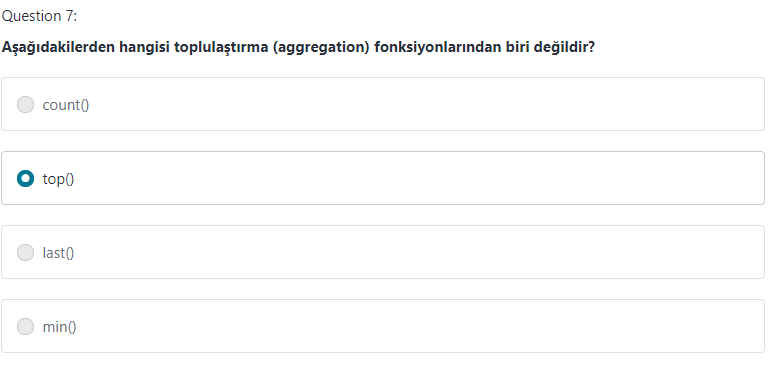 Question 7:
Aşağıdakilerden hangisi toplulaştırma (aggregation) fonksiyonlarından biri değildir?
count()
top()
last()
min()